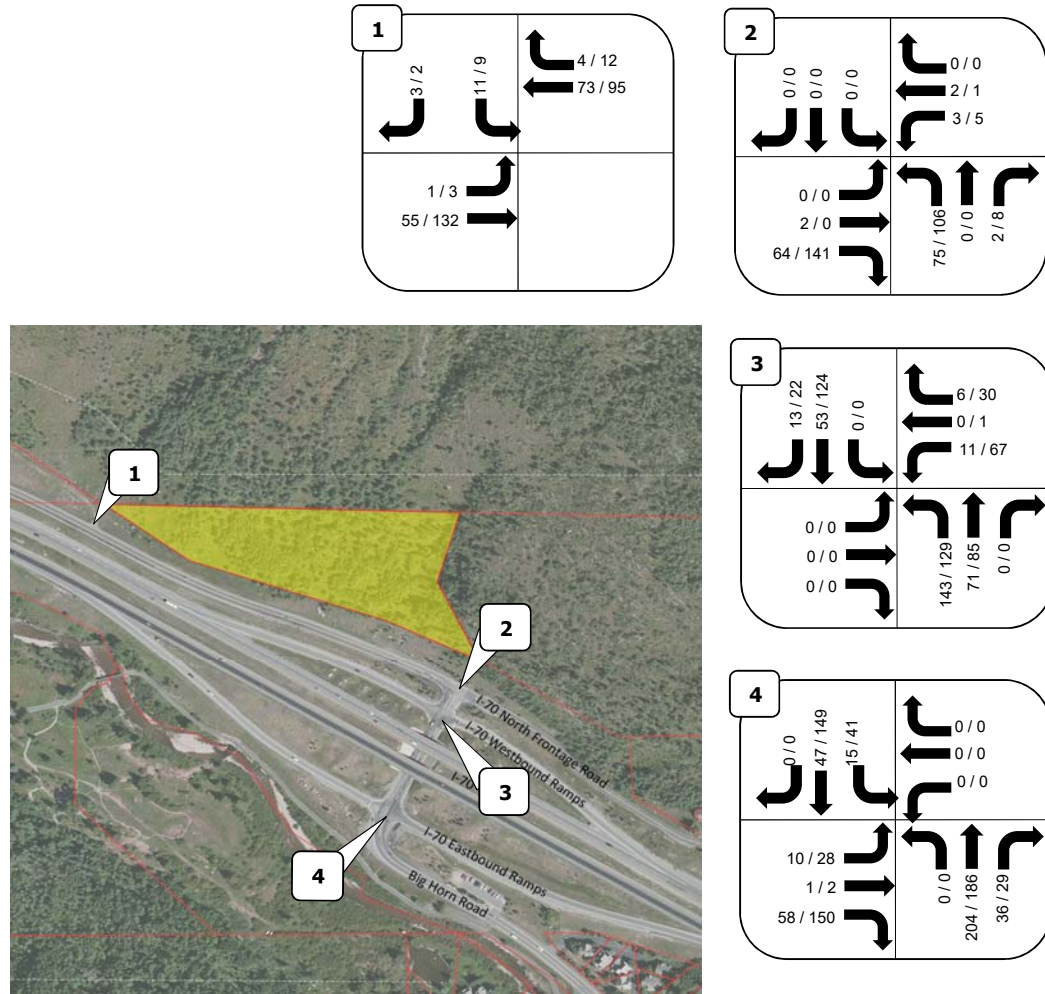 1
3 / 2
11 / 9
4 / 12
73 / 95
1 / 3
55 / 132
2
0 / 0
0 / 0
0 / 0
0 / 0
2 / 1
3 / 5
0 / 0
2 / 0
64 / 141
75 / 106
0 / 0
2 / 8
3
13 / 22
53 / 124
0 / 0
6 / 30
0 / 1
11 / 67
0 / 0
0 / 0
0 / 0
143 / 129
71 / 85
0 / 0
4
0 / 0
47 / 149
15 / 41
0 / 0
0 / 0
0 / 0
10 / 28
1 / 2
58 / 150
0 / 0
204 / 186
36 / 29
1
2
3
4
I-70 North Frontage Road
I-70 Westbound Ramps
I-70
I-70 Eastbound Ramps
Big Horn Road